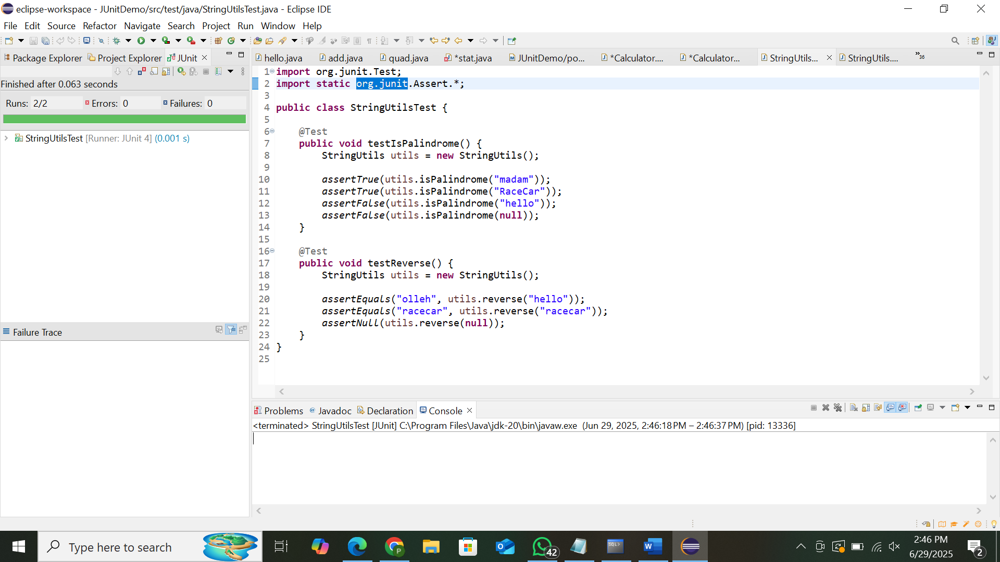 eclipse-workspace - JUnitDemo/src/test/java/StringUtilsTest.java - Eclipse IDE
File Edit Source Refactor Navigate Search Project Run Window Help
Package Explorer Project Explorer JUnit
hello.java add.java quad.java *stat.java JUnitDemo/po... *Calculator.... *Calculator... StringUtils... StringUtils.... »36
Finished after 0.063 seconds
Runs: 2/2 Errors: 0 Failures: 0
StringUtilsTest [Runner: JUnit 4] (0.001 s)
Failure Trace
1 import org.junit.Test;
2 import static org.junit.Assert.*;
3
4 public class StringUtilsTest {
5
6 @Test
7 public void testIsPalindrome() {
8 StringUtils utils = new StringUtils();
9
10 assertTrue(utils.isPalindrome("madam"));
11 assertTrue(utils.isPalindrome("RaceCar"));
12 assertFalse(utils.isPalindrome("hello"));
13 assertFalse(utils.isPalindrome(null));
14 }
15
16 @Test
17 public void testReverse() {
18 StringUtils utils = new StringUtils();
19
20 assertEquals("olleh", utils.reverse("hello"));
21 assertEquals("racecar", utils.reverse("racecar"));
22 assertNull(utils.reverse(null));
23 }
24 }
25
Problems @ Javadoc Declaration Console
<terminated> StringUtilsTest [JUnit] C:\Program Files\Java\jdk-20\bin\javaw.exe (Jun 29, 2025, 2:46:18 PM – 2:46:37 PM) [pid: 13336]
Type here to search
P
42
SQL>
W
2:46 PM
6/29/2025
2